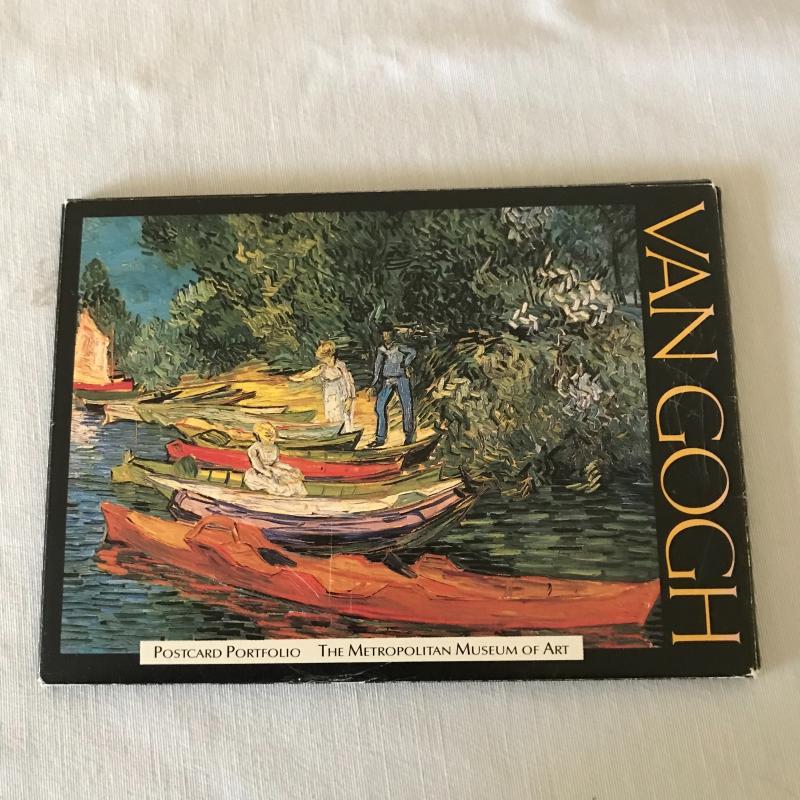 VAN GOGH
POSTCARD PORTFOLIO THE METROPOLITAN MUSEUM OF ART